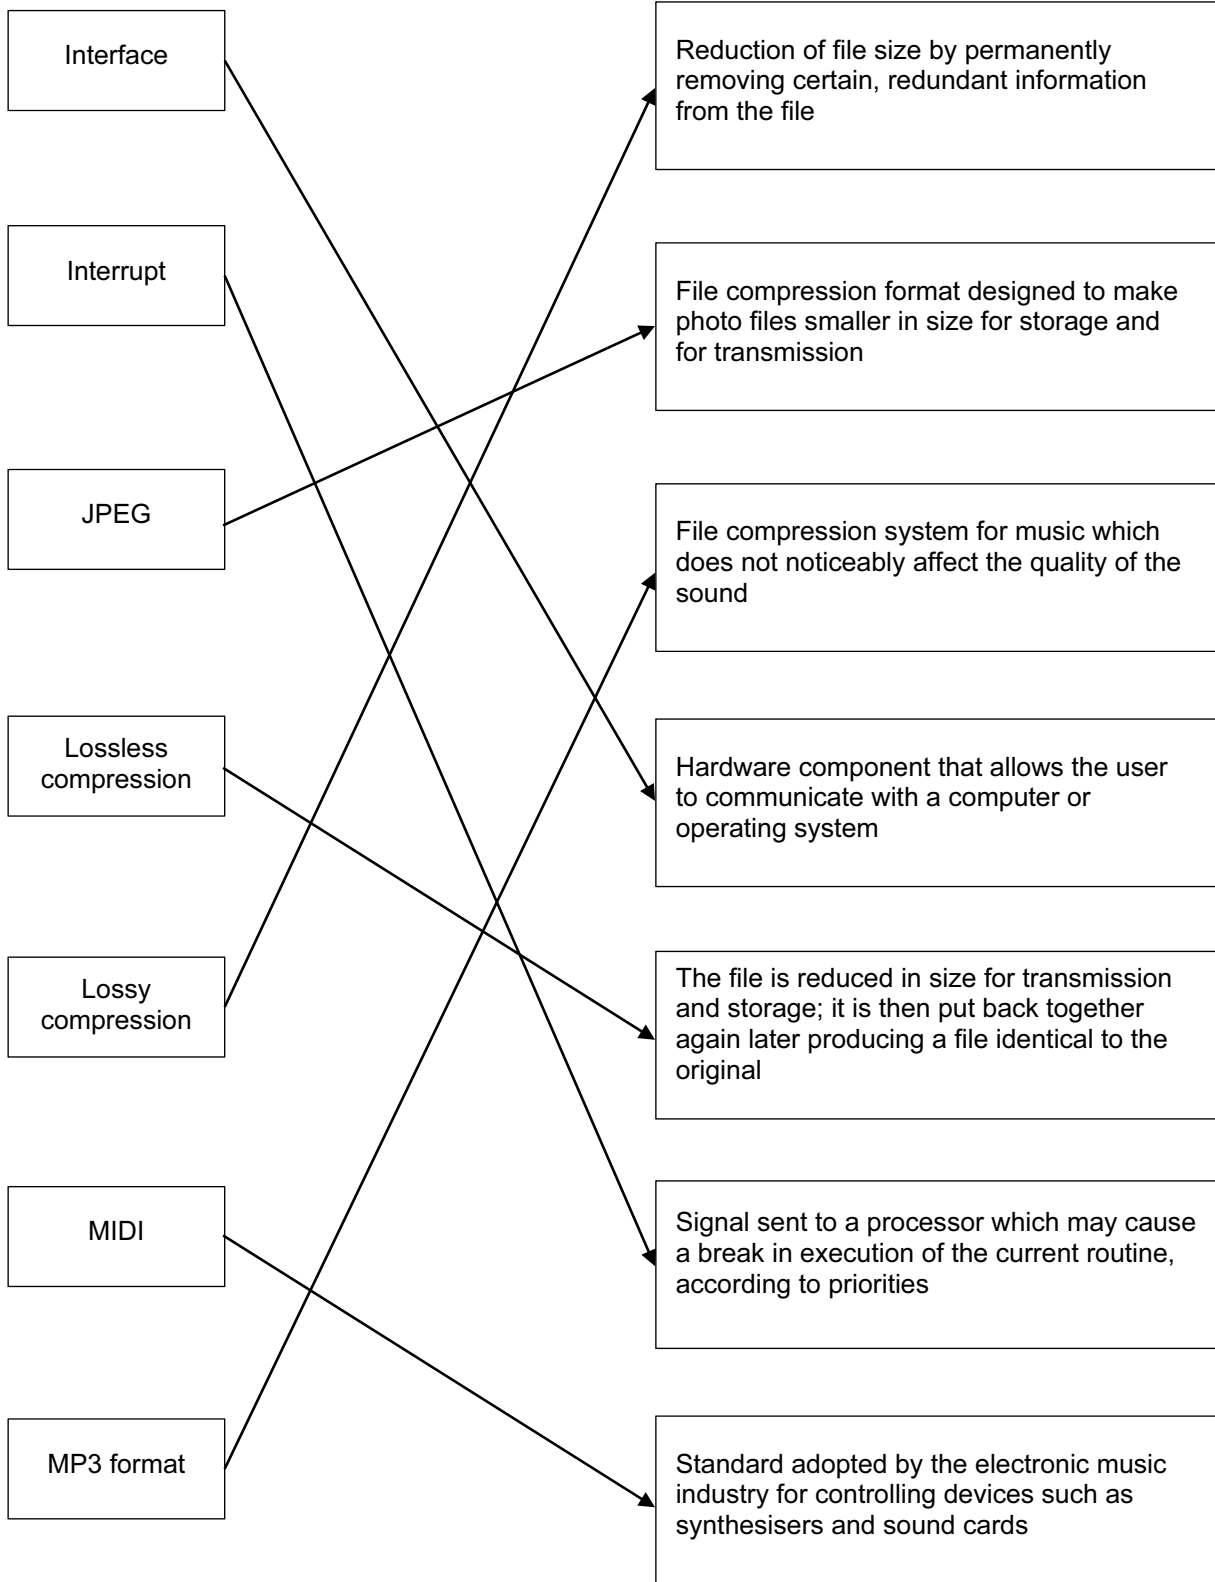 Interface
Reduction of file size by permanently
removing certain, redundant information
from the file
Interrupt
File compression format designed to make
photo files smaller in size for storage and
for transmission
JPEG
File compression system for music which
does not noticeably affect the quality of the
sound
Lossless
compression
Hardware component that allows the user
to communicate with a computer or
operating system
Lossy
compression
The file is reduced in size for transmission
and storage; it is then put back together
again later producing a file identical to the
original
MIDI
Signal sent to a processor which may cause
a break in execution of the current routine,
according to priorities
MP3 format
Standard adopted by the electronic music
industry for controlling devices such as
synthesisers and sound cards